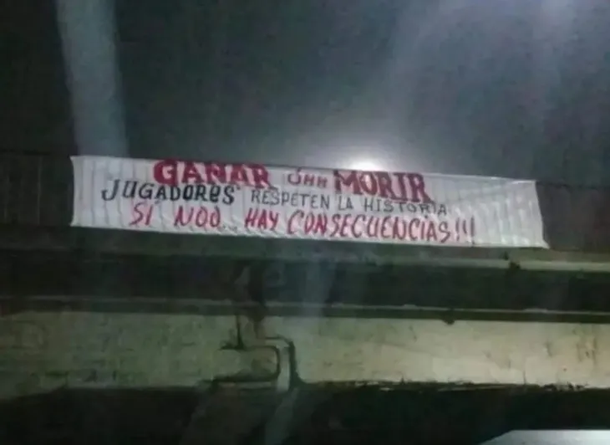 GANAR ó MORIR
JUGADORES RESPETEN LA HISTORIA
SI NOO... HAY CONSECUENCIAS!!!